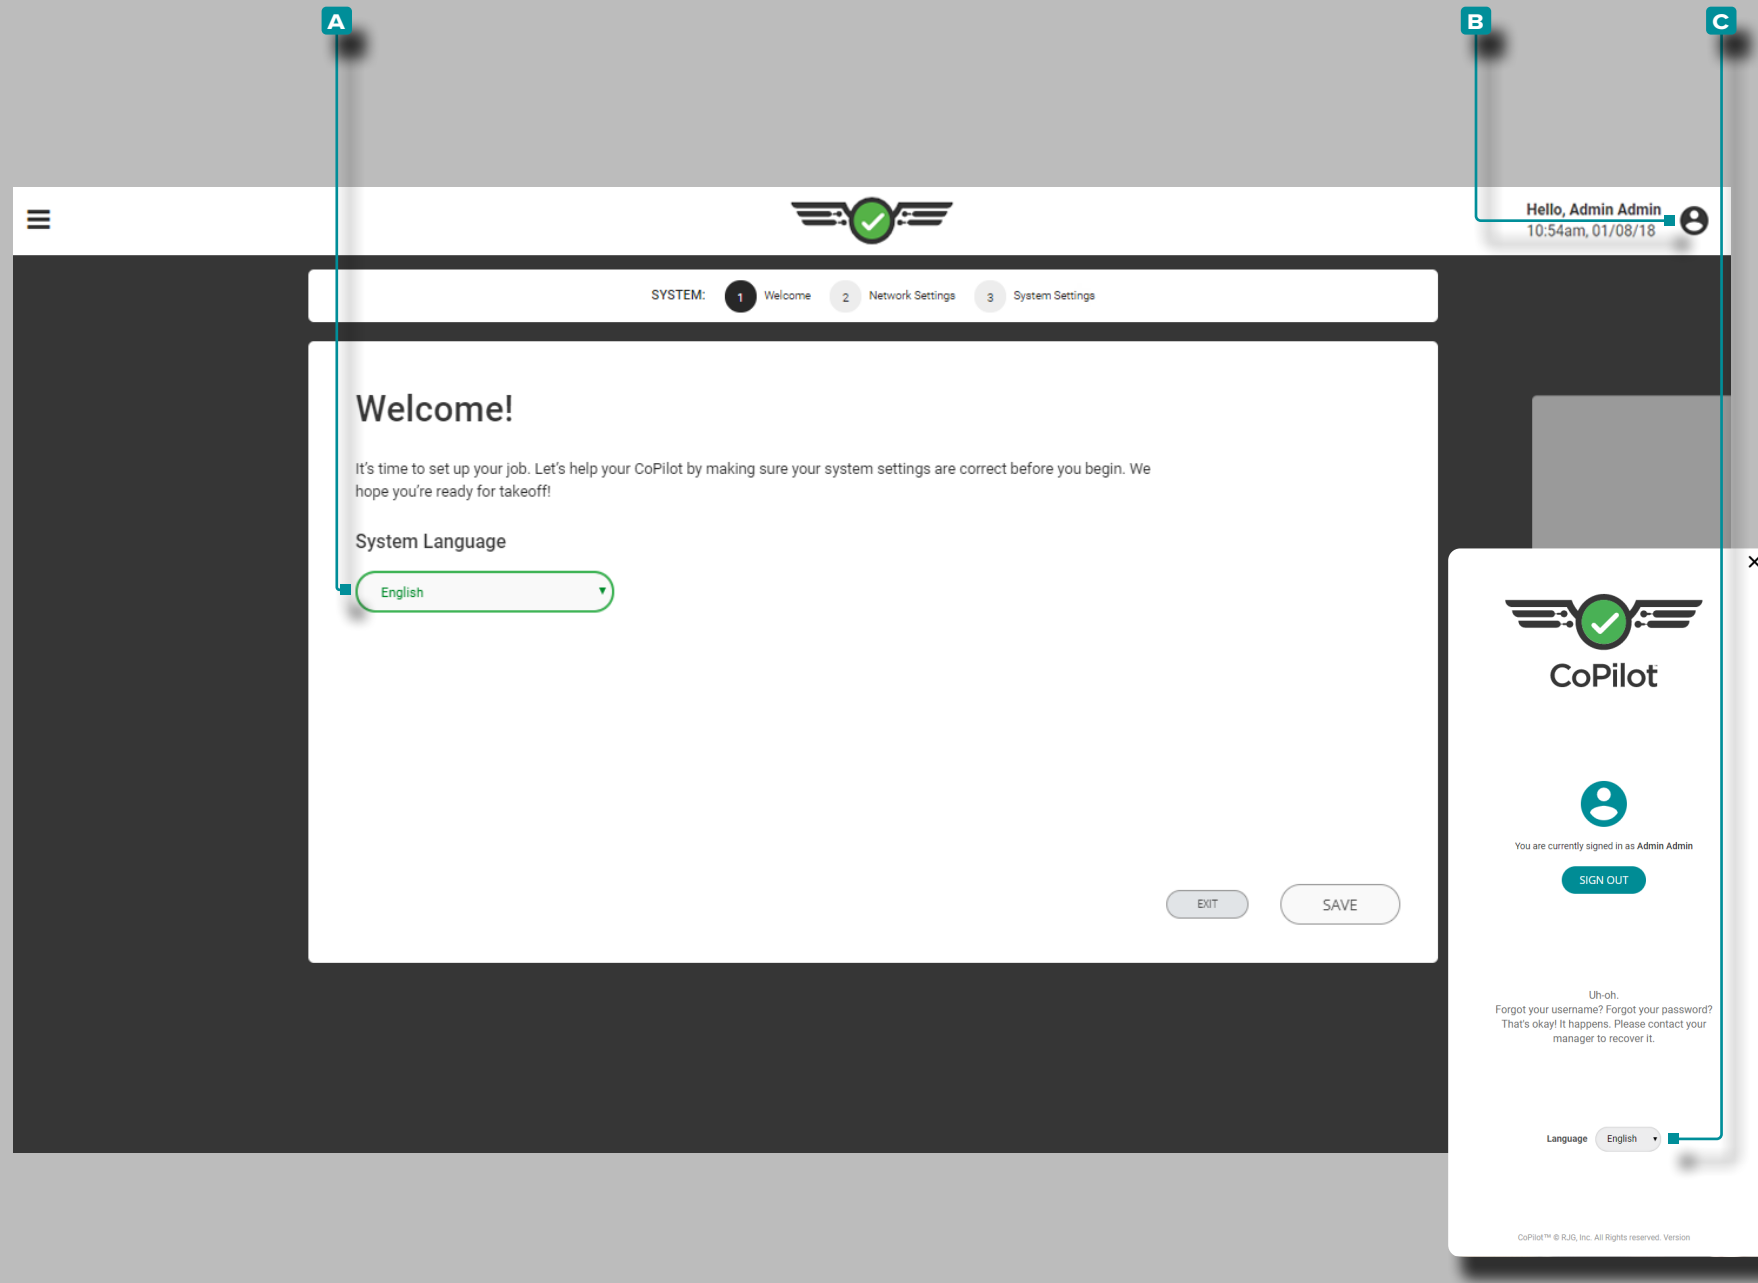 A
B
C
Hello, Admin Admin
10:54am, 01/08/18
SYSTEM: 1 Welcome 2 Network Settings 3 System Settings
Welcome!
It's time to set up your job. Let's help your CoPilot by making sure your system settings are correct before you begin. We
hope you're ready for takeoff!
System Language
English
EXIT
SAVE
CoPilot
You are currently signed in as Admin Admin
SIGN OUT
Uh-oh.
Forgot your username? Forgot your password?
That's okay! It happens. Please contact your
manager to recover it.
Language English
CoPilot™ © RJG, Inc. All Rights reserved. Version